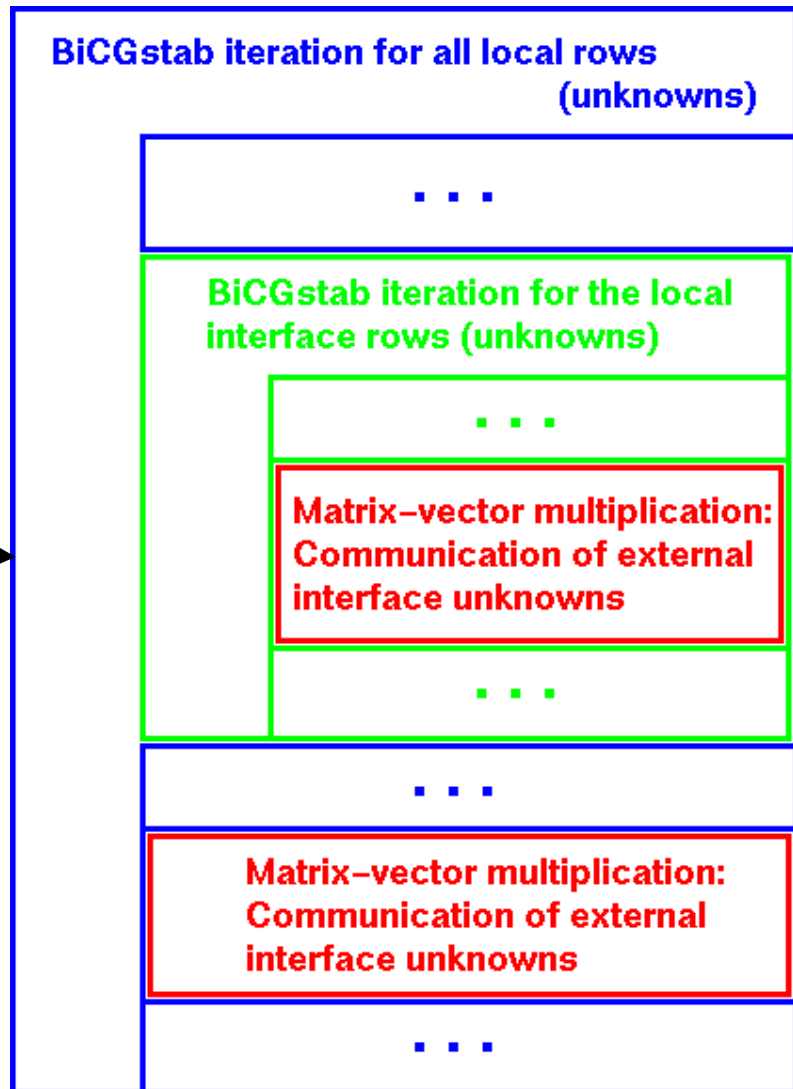 BiCGstab iteration for all local rows
(unknowns)
. . .
BiCGstab iteration for the local
interface rows (unknowns)
. . .
Matrix−vector multiplication:
Communication of external
interface unknowns
. . .
. . .
Matrix−vector multiplication:
Communication of external
interface unknowns
. . .